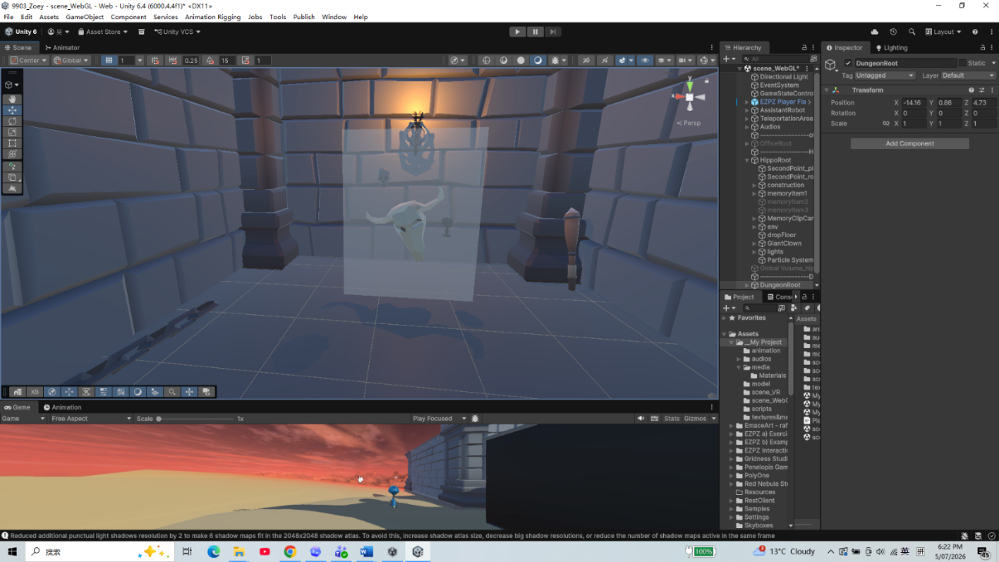 9903_Zoey - scene_WebGL - Web - Unity 6.4 (6000.4.4f1)* <DX11>
File Edit Assets GameObject Component Services Animation Rigging Jobs Tools Publish Window Help
Unity 6 Asset Store Unity VCS Layout
Scene Animator
Center Global 1 0.25 15 1
y
x
Persp
Hierarchy
All
scene_WebGL*
Directional Light
EventSystem
GameStateContro
EZPZ Player Fla
AssistantRobot
TeleportationArea
Audios
OfficeRoot
HippoRoot
SecondPoint_pl
SecondPoint_ro
construction
memoryItem1
memoryItem2
memoryItem3
MemoryClipCar
env
dropFloor
GiantClown
lights
Particle System
Global Volume_hip
DungeonRoot
Inspector Lighting
DungeonRoot Static
Tag Untagged Layer Default
Transform
Position X -14.16 Y 0.86 Z 4.73
Rotation X 0 Y 0 Z 0
Scale X 1 Y 1 Z 1
Add Component
Project Cons
Favorites
Assets
__My Project
animation
audios
media
Materials
model
scene_VR
scene_WebG
scripts
textures&ma
EmaceArt - raf
EZPZ a) Exerci
EZPZ b) Examp
EZPZ Interactic
Gridness Studi
Penelopis Gam
PolyOne
Red Nebula St
Resources
RestClient
Samples
Settings
Skyboxes
Assets
an
au
me
mo
sce
sce
scr
tex
My
My
My
Pla
sce
sce
XB
Game Animation
Game Free Aspect Scale 1x Play Focused Stats Gizmos
Reduced additional punctual light shadows resolution by 2 to make 6 shadow maps fit in the 2048x2048 shadow atlas. To avoid this, increase shadow atlas size, decrease big shadow resolutions, or reduce the number of shadow maps active in the same frame
搜索
100%
13°C Cloudy
英
拼
6:22 PM
5/07/2026
45